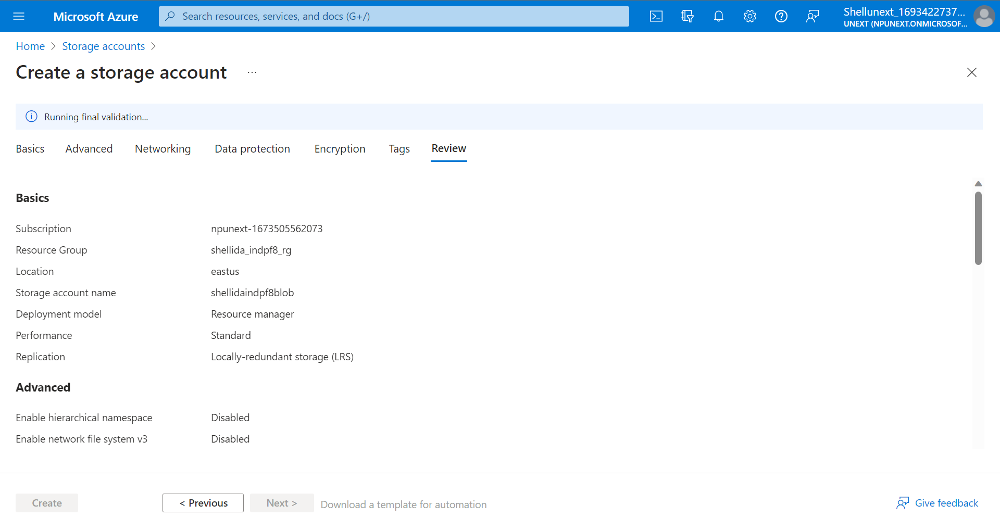 Microsoft Azure
Search resources, services, and docs (G+/)
Shellunext_1693422737...
UNEXT (NPUNEXT.ONMICROSOF...
Home > Storage accounts >
Create a storage account ...
Running final validation...
Basics Advanced Networking Data protection Encryption Tags Review
Basics
Subscription npunext-1673505562073
Resource Group shellida_indpf8_rg
Location eastus
Storage account name shellidaindpf8blob
Deployment model Resource manager
Performance Standard
Replication Locally-redundant storage (LRS)
Advanced
Enable hierarchical namespace Disabled
Enable network file system v3 Disabled
Create < Previous Next > Download a template for automation Give feedback